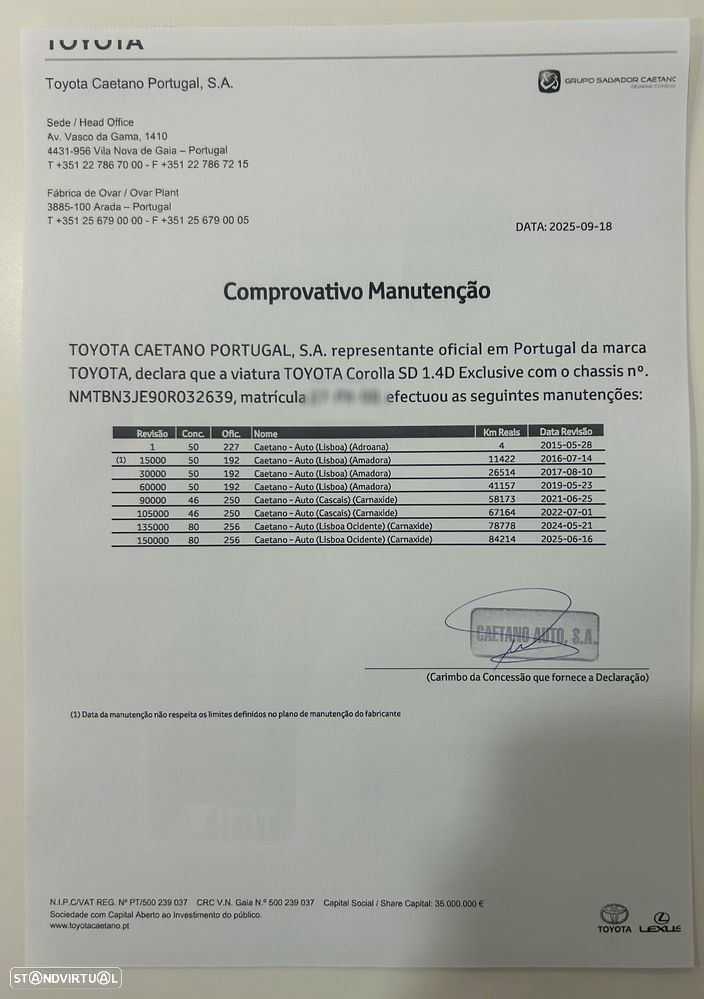 TOYOTA
Toyota Caetano Portugal, S.A.
GRUPO SALVADOR CAETANO
Sede / Head Office
Av. Vasco da Gama, 1410
4431-956 Vila Nova de Gaia – Portugal
T +351 22 786 70 00 - F +351 22 786 72 15
Fábrica de Ovar / Ovar Plant
3885-100 Arada – Portugal
T +351 25 679 00 00 - F +351 25 679 00 05
DATA: 2025-09-18
Comprovativo Manutenção
TOYOTA CAETANO PORTUGAL, S.A. representante oficial em Portugal da marca
TOYOTA, declara que a viatura TOYOTA Corolla SD 1.4D Exclusive com o chassis nº.
NMTBN3JE90R032639, matrícula efectuou as seguintes manutenções:
Revisão Conc. Ofic. Nome Km Reais Data Revisão
1 50 227 Caetano - Auto (Lisboa) (Adroana) 4 2015-05-28
(1) 15000 50 192 Caetano - Auto (Lisboa) (Amadora) 11422 2016-07-14
30000 50 192 Caetano - Auto (Lisboa) (Amadora) 26514 2017-08-10
60000 50 192 Caetano - Auto (Lisboa) (Amadora) 41157 2019-05-23
90000 46 250 Caetano - Auto (Cascais) (Carnaxide) 58173 2021-06-25
105000 46 250 Caetano - Auto (Cascais) (Carnaxide) 67164 2022-07-01
135000 80 256 Caetano - Auto (Lisboa Ocidente) (Carnaxide) 78778 2024-05-21
150000 80 256 Caetano - Auto (Lisboa Ocidente) (Carnaxide) 84214 2025-06-16
CAETANO AUTO, S.A.
(Carimbo da Concessão que fornece a Declaração)
(1) Data da manutenção não respeita os limites definidos no plano de manutenção do fabricante
N.I.P.C/VAT REG. Nº PT/500 239 037 CRC V.N. Gaia N.º 500 239 037 Capital Social / Share Capital: 35.000.000 €
Sociedade com Capital Aberto ao Investimento do público.
www.toyotacaetano.pt
TOYOTA LEXUS
STANDVIRTUAL